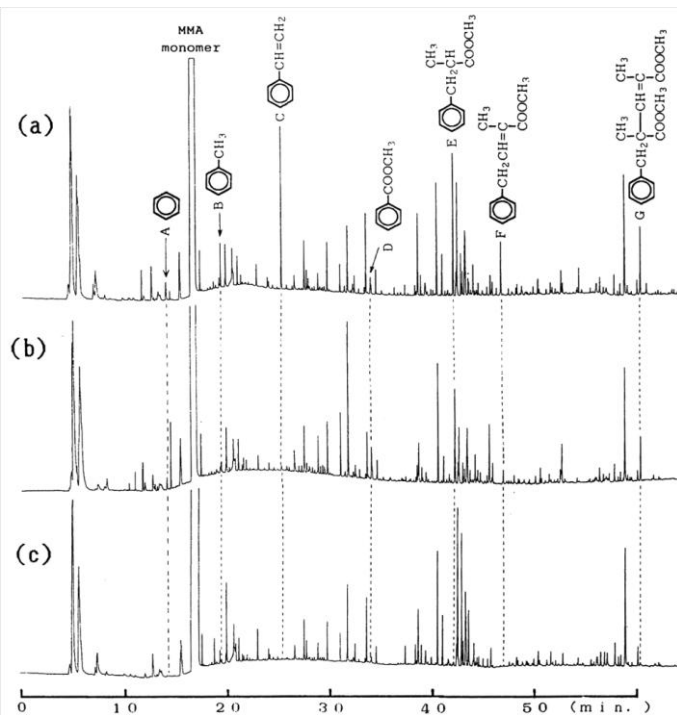 MMA
monomer
(a)
A
CH₃
B
CH=CH₂
C
COOCH₃
D
CH₃
CH₂CH
COOCH₃
E
CH₃
CH₂CH=C
COOCH₃
F
CH₃
CH=C
COOCH₃
CH₃
CH₂ C
COOCH₃
G
(b)
(c)
0 10 20 30 40 50 (min.)